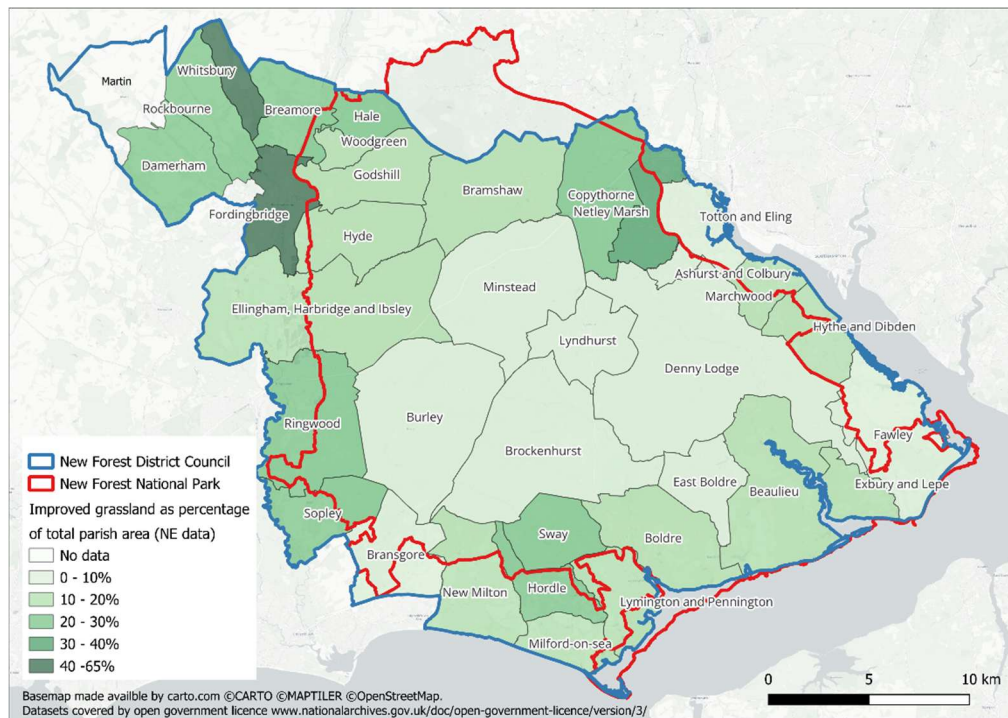 Martin
Whitsbury
Rockbourne
Breamore
Hale
Woodgreen
Damerham
Godshill
Bramshaw
Copythorne
Netley Marsh
Fordingbridge
Totton and Eling
Hyde
Ashurst and Colbury
Minstead
Marchwood
Ellingham, Harbridge and Ibsley
Hythe and Dibden
Lyndhurst
Denny Lodge
Ringwood
Burley
Fawley
Brockenhurst
East Boldre
Exbury and Lepe
Beaulieu
Sopley
Sway
Boldre
Bransgore
New Milton
Hordle
Lymington and Pennington
Milford-on-sea
New Forest District Council
New Forest National Park
Improved grassland as percentage
of total parish area (NE data)
No data
0 - 10%
10 - 20%
20 - 30%
30 - 40%
40 -65%
0 5 10 km
Basemap made availble by carto.com ©CARTO ©MAPTILER ©OpenStreetMap.
Datasets covered by open government licence www.nationalarchives.gov.uk/doc/open-government-licence/version/3/